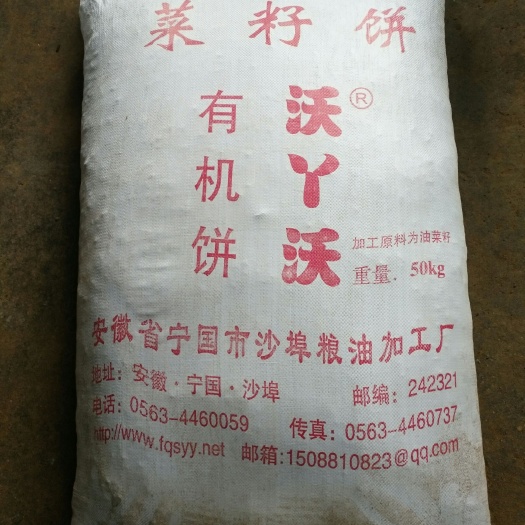 菜籽饼
有机饼
沃丫沃®
加工原料为油菜籽
重量. 50kg
安徽省宁国市沙埠粮油加工厂
地址: 安徽·宁国·沙埠 邮编: 242321
电话: 0563-4460059 传真: 0563-4460737
http://www.fqsyy.net 邮箱:1508810823@qq.com